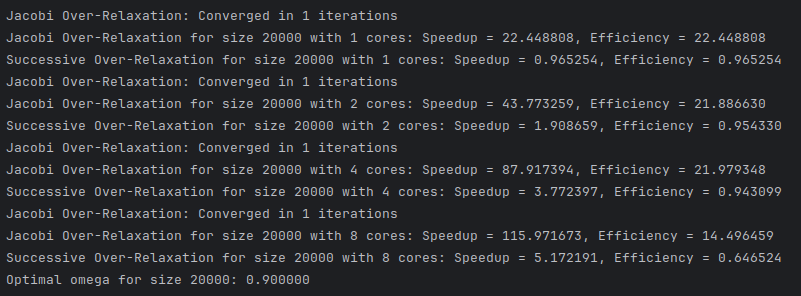 Jacobi Over-Relaxation: Converged in 1 iterations
Jacobi Over-Relaxation for size 20000 with 1 cores: Speedup = 22.448808, Efficiency = 22.448808
Successive Over-Relaxation for size 20000 with 1 cores: Speedup = 0.965254, Efficiency = 0.965254
Jacobi Over-Relaxation: Converged in 1 iterations
Jacobi Over-Relaxation for size 20000 with 2 cores: Speedup = 43.773259, Efficiency = 21.886630
Successive Over-Relaxation for size 20000 with 2 cores: Speedup = 1.908659, Efficiency = 0.954330
Jacobi Over-Relaxation: Converged in 1 iterations
Jacobi Over-Relaxation for size 20000 with 4 cores: Speedup = 87.917394, Efficiency = 21.979348
Successive Over-Relaxation for size 20000 with 4 cores: Speedup = 3.772397, Efficiency = 0.943099
Jacobi Over-Relaxation: Converged in 1 iterations
Jacobi Over-Relaxation for size 20000 with 8 cores: Speedup = 115.971673, Efficiency = 14.496459
Successive Over-Relaxation for size 20000 with 8 cores: Speedup = 5.172191, Efficiency = 0.646524
Optimal omega for size 20000: 0.900000